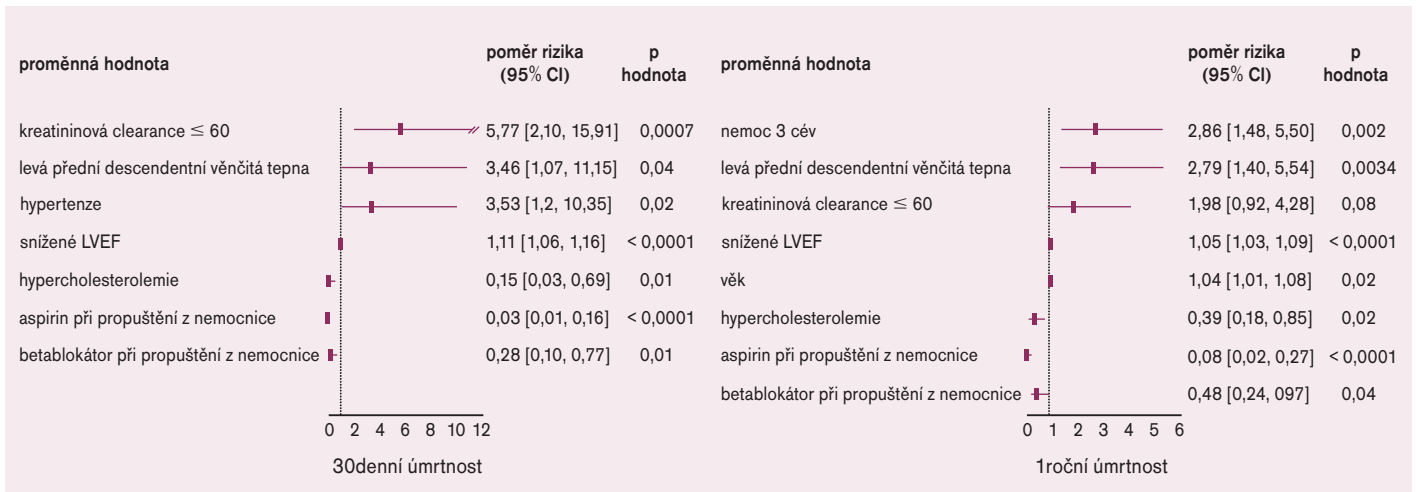 proměnná hodnota poměr rizika (95% CI) p hodnota
kreatininová clearance ≤ 60 5,77 [2,10, 15,91] 0,0007
levá přední descendentní věnčitá tepna 3,46 [1,07, 11,15] 0,04
hypertenze 3,53 [1,2, 10,35] 0,02
snížené LVEF 1,11 [1,06, 1,16] < 0,0001
hypercholesterolemie 0,15 [0,03, 0,69] 0,01
aspirin při propuštění z nemocnice 0,03 [0,01, 0,16] < 0,0001
betablokátor při propuštění z nemocnice 0,28 [0,10, 0,77] 0,01
0 2 4 6 8 10 12
30denní úmrtnost
proměnná hodnota poměr rizika (95% CI) p hodnota
nemoc 3 cév 2,86 [1,48, 5,50] 0,002
levá přední descendentní věnčitá tepna 2,79 [1,40, 5,54] 0,0034
kreatininová clearance ≤ 60 1,98 [0,92, 4,28] 0,08
snížené LVEF 1,05 [1,03, 1,09] < 0,0001
věk 1,04 [1,01, 1,08] 0,02
hypercholesterolemie 0,39 [0,18, 0,85] 0,02
aspirin při propuštění z nemocnice 0,08 [0,02, 0,27] < 0,0001
betablokátor při propuštění z nemocnice 0,48 [0,24, 097] 0,04
0 1 2 3 4 5 6
1roční úmrtnost